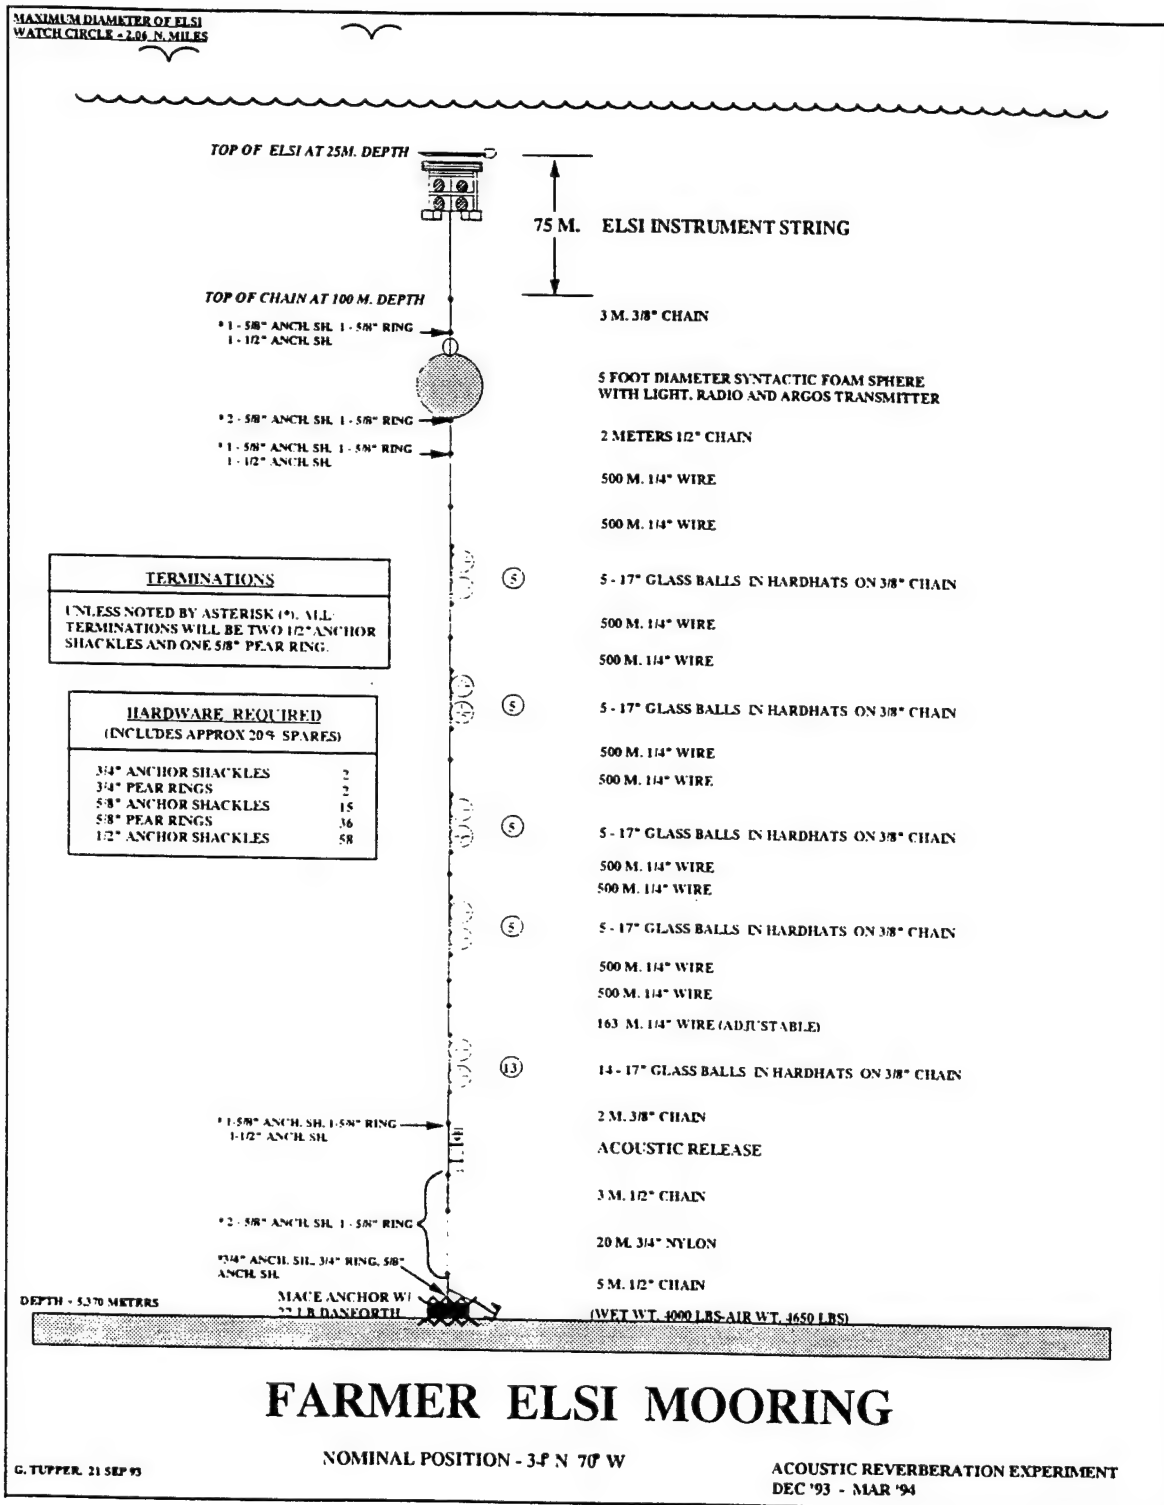 MAXIMUM DIAMETER OF ELSI
WATCH CIRCLE - 2.06 N. MILES
TOP OF ELSI AT 25M. DEPTH
75 M. ELSI INSTRUMENT STRING
TOP OF CHAIN AT 100 M. DEPTH
3 M. 3/8" CHAIN
* 1 - 5/8" ANCH. SH. 1 - 5/8" RING
1 - 1/2" ANCH. SH.
5 FOOT DIAMETER SYNTACTIC FOAM SPHERE
WITH LIGHT, RADIO AND ARGOS TRANSMITTER
*2 - 5/8" ANCH. SH. 1 - 5/8" RING
2 METERS 1/2" CHAIN
*1 - 5/8" ANCH. SH. 1 - 5/8" RING
1 - 1/2" ANCH. SH.
500 M. 1/4" WIRE
500 M. 1/4" WIRE
5
5 - 17" GLASS BALLS IN HARDHATS ON 3/8" CHAIN
TERMINATIONS
UNLESS NOTED BY ASTERISK (*), ALL
TERMINATIONS WILL BE TWO 1/2" ANCHOR
SHACKLES AND ONE 5/8" PEAR RING.
500 M. 1/4" WIRE
500 M. 1/4" WIRE
5
5 - 17" GLASS BALLS IN HARDHATS ON 3/8" CHAIN
HARDWARE REQUIRED
(INCLUDES APPROX 20% SPARES)
3/4" ANCHOR SHACKLES 2
3/4" PEAR RINGS 2
5/8" ANCHOR SHACKLES 15
5/8" PEAR RINGS 36
1/2" ANCHOR SHACKLES 58
500 M. 1/4" WIRE
500 M. 1/4" WIRE
5
5 - 17" GLASS BALLS IN HARDHATS ON 3/8" CHAIN
500 M. 1/4" WIRE
500 M. 1/4" WIRE
5
5 - 17" GLASS BALLS IN HARDHATS ON 3/8" CHAIN
500 M. 1/4" WIRE
500 M. 1/4" WIRE
163 M. 1/4" WIRE (ADJUSTABLE)
13
14 - 17" GLASS BALLS IN HARDHATS ON 3/8" CHAIN
2 M. 3/8" CHAIN
* 1-5/8" ANCH. SH. 1-5/8" RING
1-1/2" ANCH. SH.
ACOUSTIC RELEASE
3 M. 1/2" CHAIN
*2 - 5/8" ANCH. SH. 1 - 5/8" RING
20 M. 3/4" NYLON
*3/4" ANCH. SH., 3/4" RING, 5/8"
ANCH. SH.
5 M. 1/2" CHAIN
DEPTH - 5,370 METERS
MACE ANCHOR W/
22 LB DANFORTH
(WET WT. 4000 LBS-AIR WT. 4650 LBS)
FARMER ELSI MOORING
NOMINAL POSITION - N 70° W
G. TUPPER, 21 SEP 93
ACOUSTIC REVERBERATION EXPERIMENT
DEC '93 - MAR '94